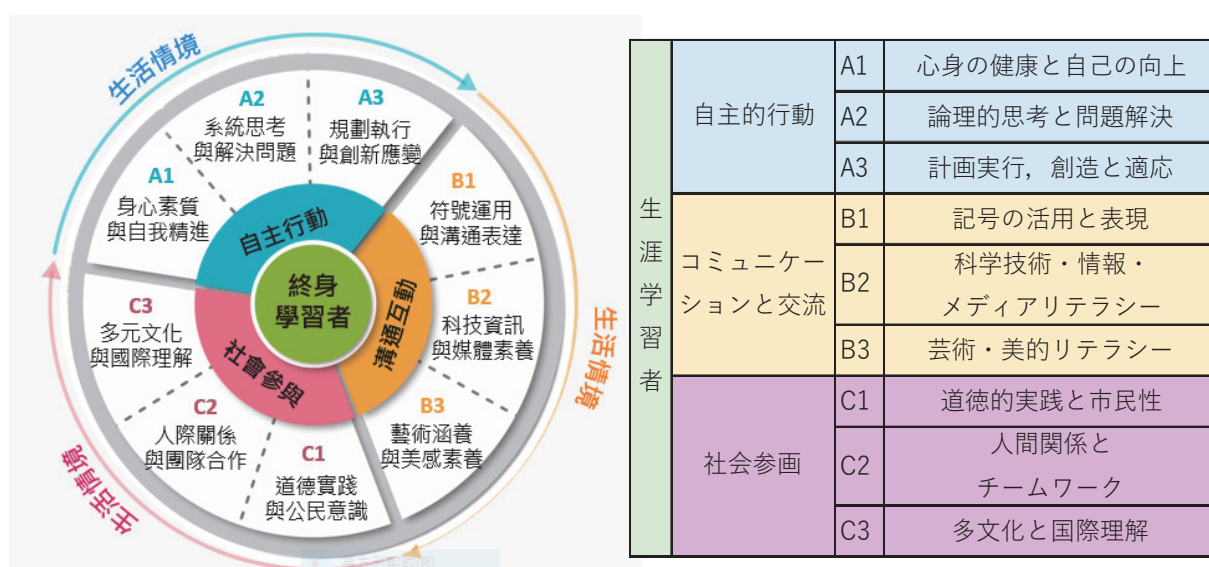 生活情境
A1
身心素質
與自我精進
A2
系統思考
與解決問題
A3
規劃執行
與創新應變
B1
符號運用
與溝通表達
B2
科技資訊
與媒體素養
B3
藝術涵養
與美感素養
C1
道德實踐
與公民意識
C2
人際關係
與團隊合作
C3
多元文化
與國際理解
自主行動
溝通互動
社會參與
終身
學習者
生活情境
生活情境
生涯学習者
自主的行動
A1 心身の健康と自己の向上
A2 論理的思考と問題解決
A3 計画実行，創造と適応
コミュニケー
ションと交流
B1 記号の活用と表現
B2 科学技術・情報・
メディアリテラシー
B3 芸術・美的リテラシー
社会参画
C1 道徳的実践と市民性
C2 人間関係と
チームワーク
C3 多文化と国際理解